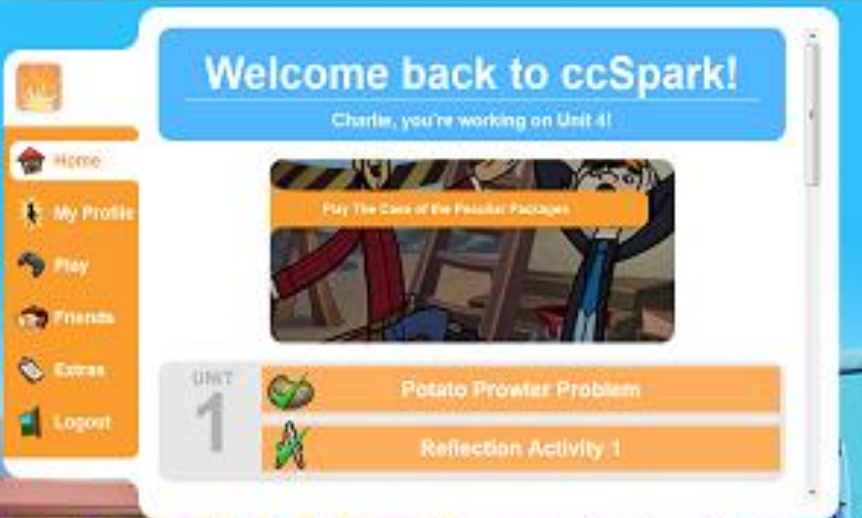 Welcome back to ccSpark!
Charlie, you're working on Unit 4!
Home
My Profile
Play
Friends
Extras
Logout
Play The Case of the Peculiar Packages
UNIT
1
Potato Prowler Problem
Reflection Activity 1